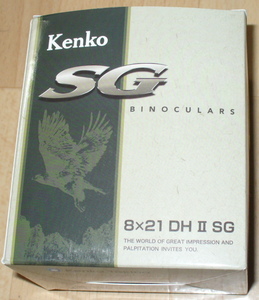 Kenko
SG
BINOCULARS
8×21 DH II SG
THE WORLD OF GREAT IMPRESSION AND
PALPITATION INVITES YOU.